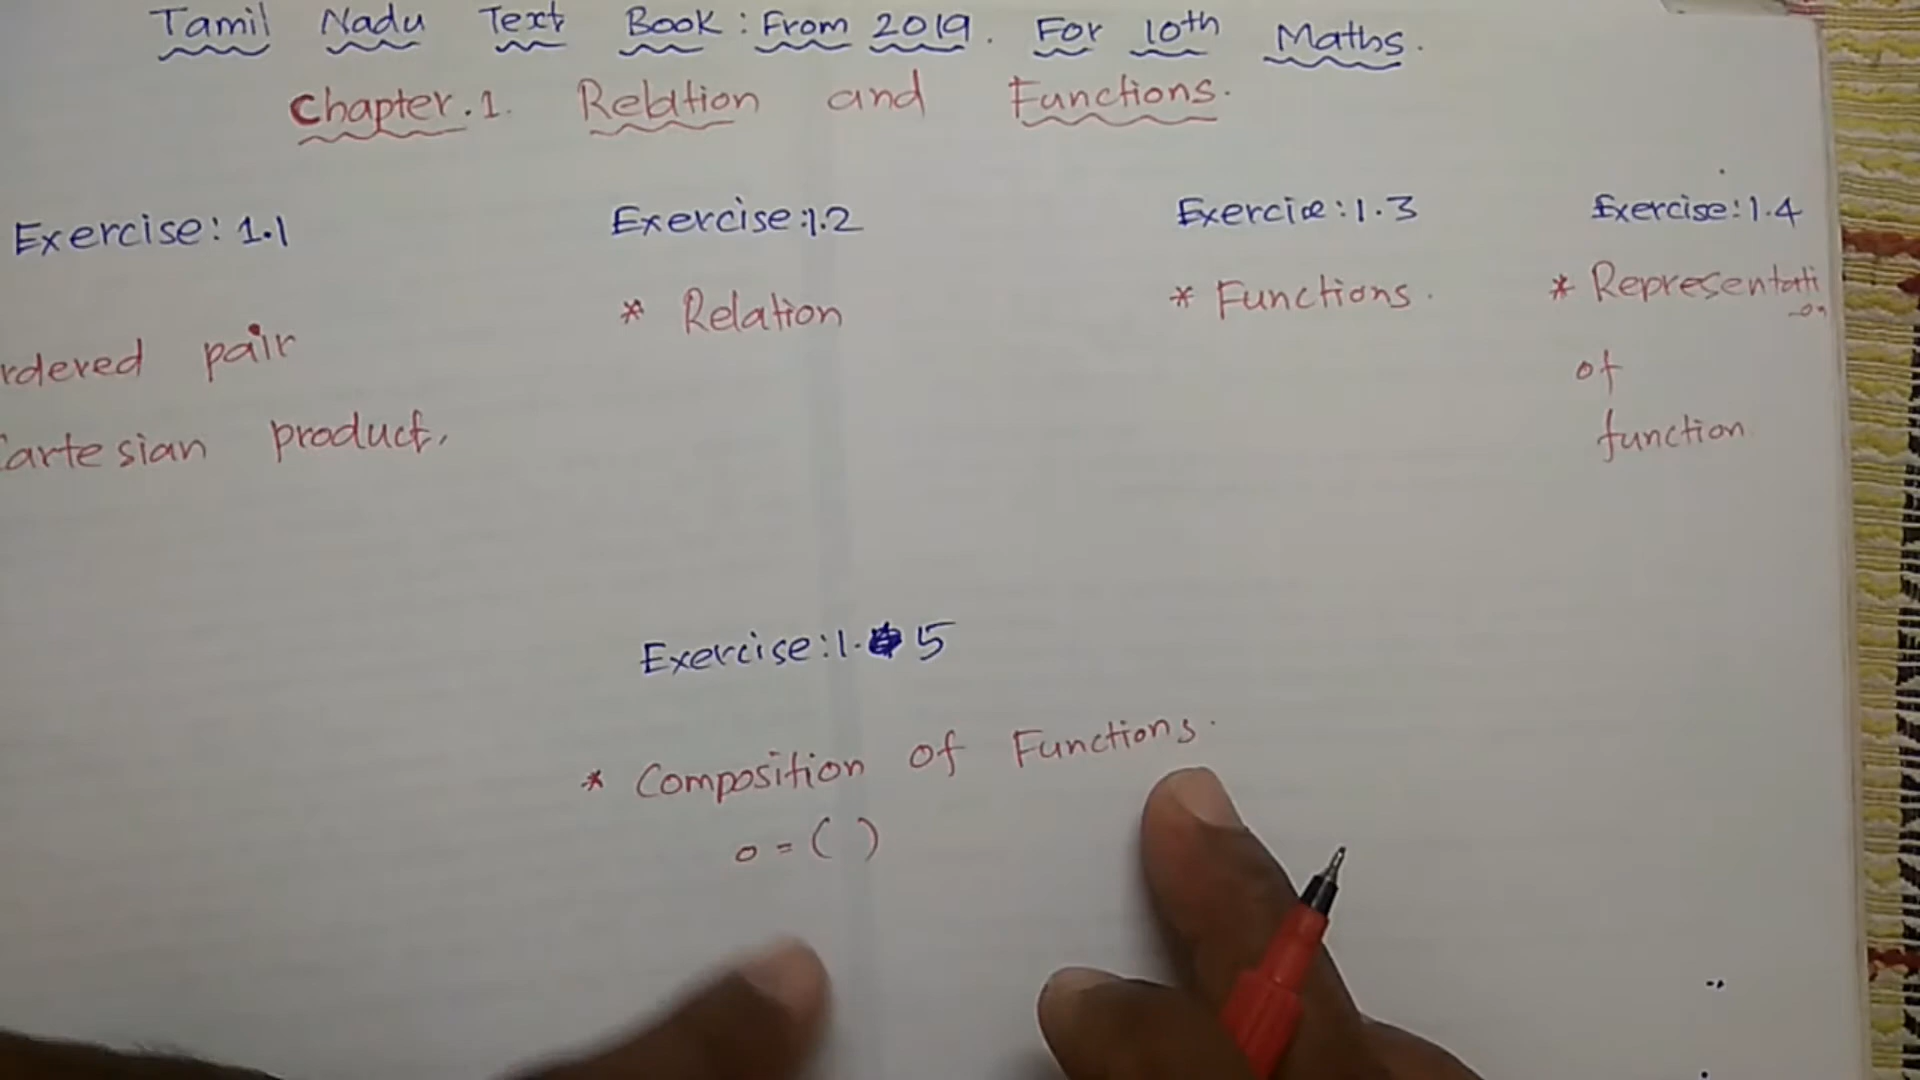 Tamil Nadu Text Book: From 2019. For 10th Maths.
Chapter.1. Relation and Functions.
Exercise: 1.1
rdered pair
artesian product,
Exercise:1.2
* Relation
Exercise:1.3
* Functions.
Exercise:1.4
* Representati
-on
of
function
Exercise:1. 5
* Composition of Functions.
o = ( )